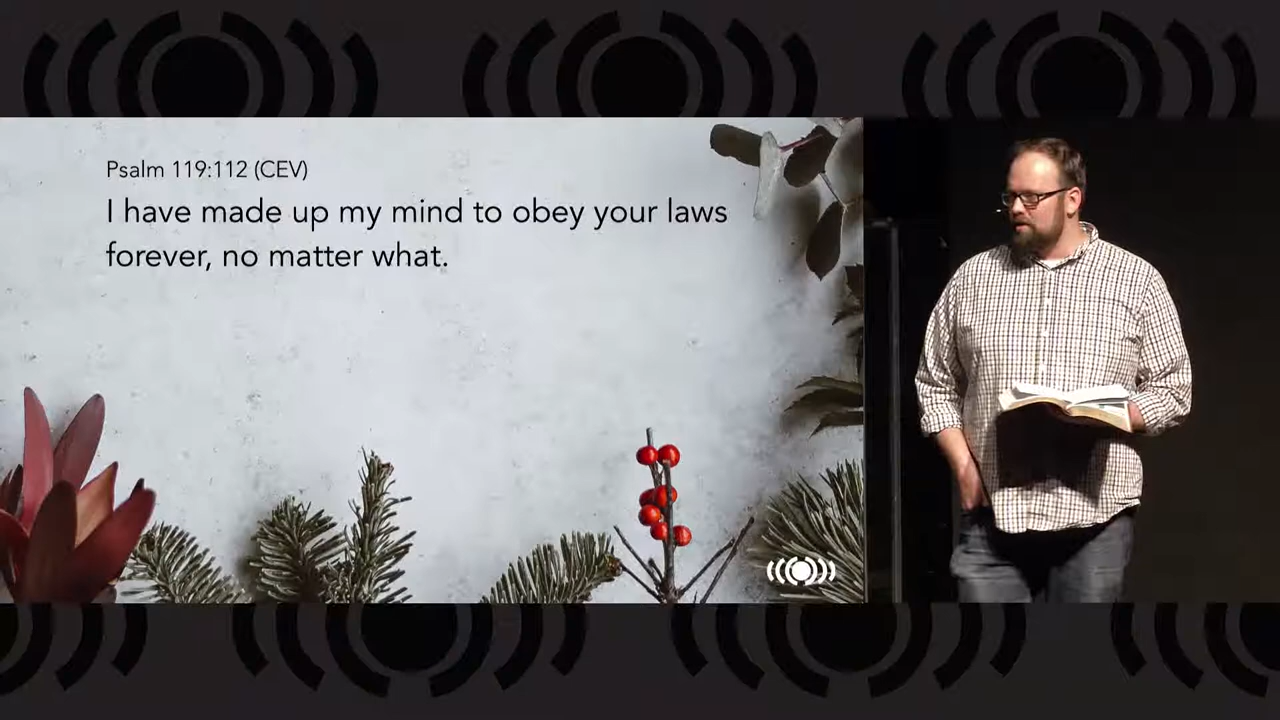 Psalm 119:112 (CEV)
I have made up my mind to obey your laws
forever, no matter what.